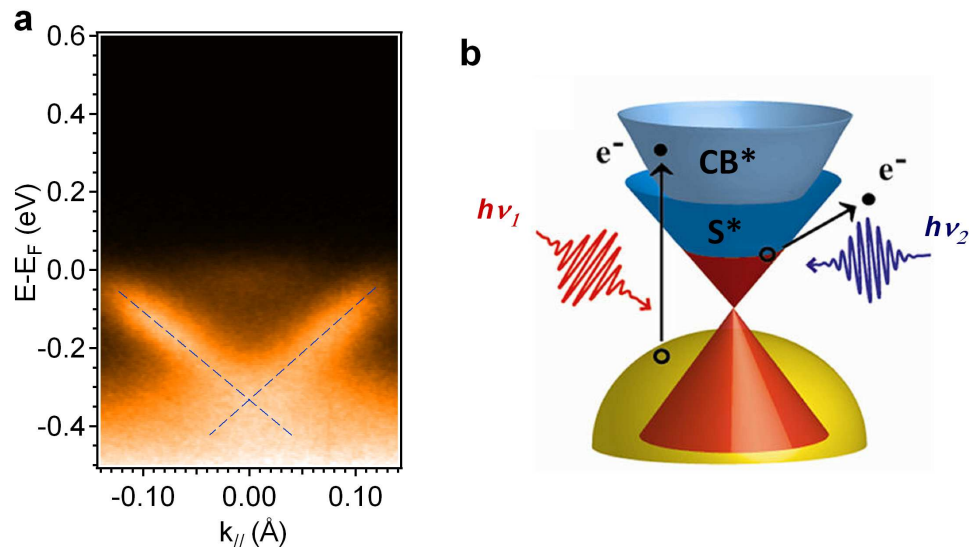 a
0.6
0.4
0.2
0.0
-0.2
-0.4
E-E_F (eV)
-0.10 0.00 0.10
k_// (Å)
b
CB*
e⁻
S*
e⁻
hν₁
hν₂